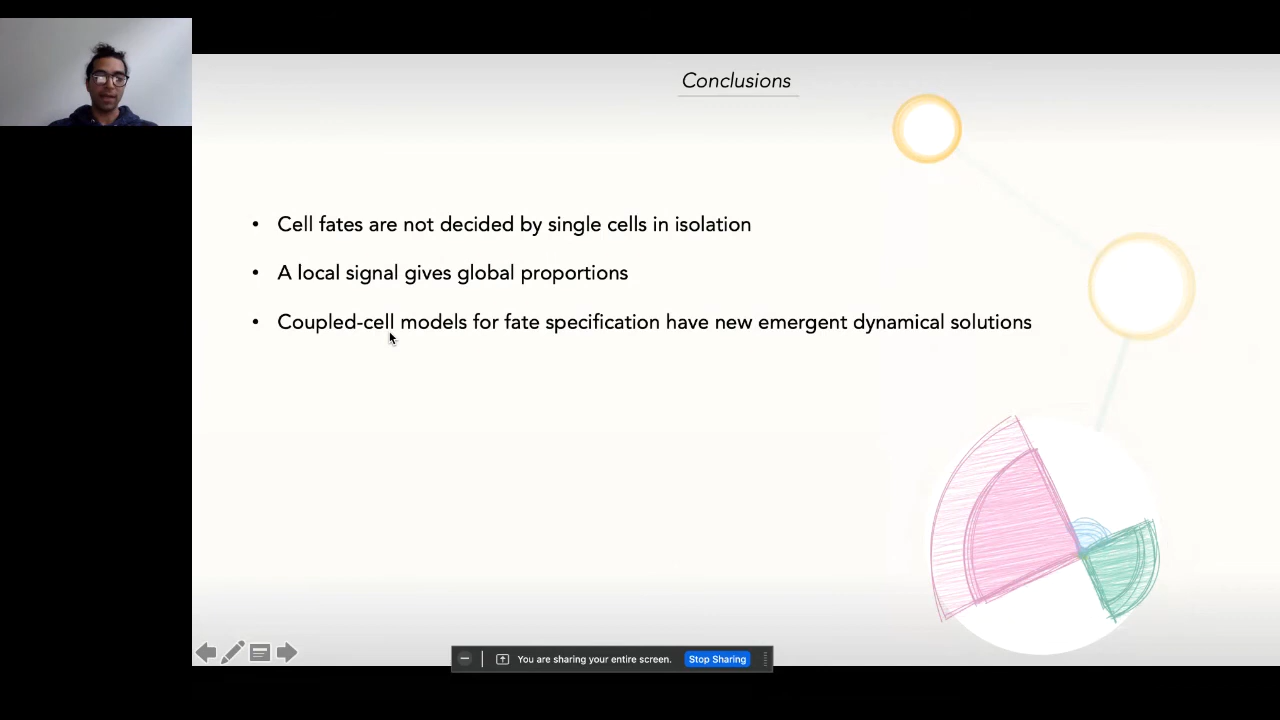 Conclusions
• Cell fates are not decided by single cells in isolation
• A local signal gives global proportions
• Coupled-cell models for fate specification have new emergent dynamical solutions
You are sharing your entire screen. Stop Sharing